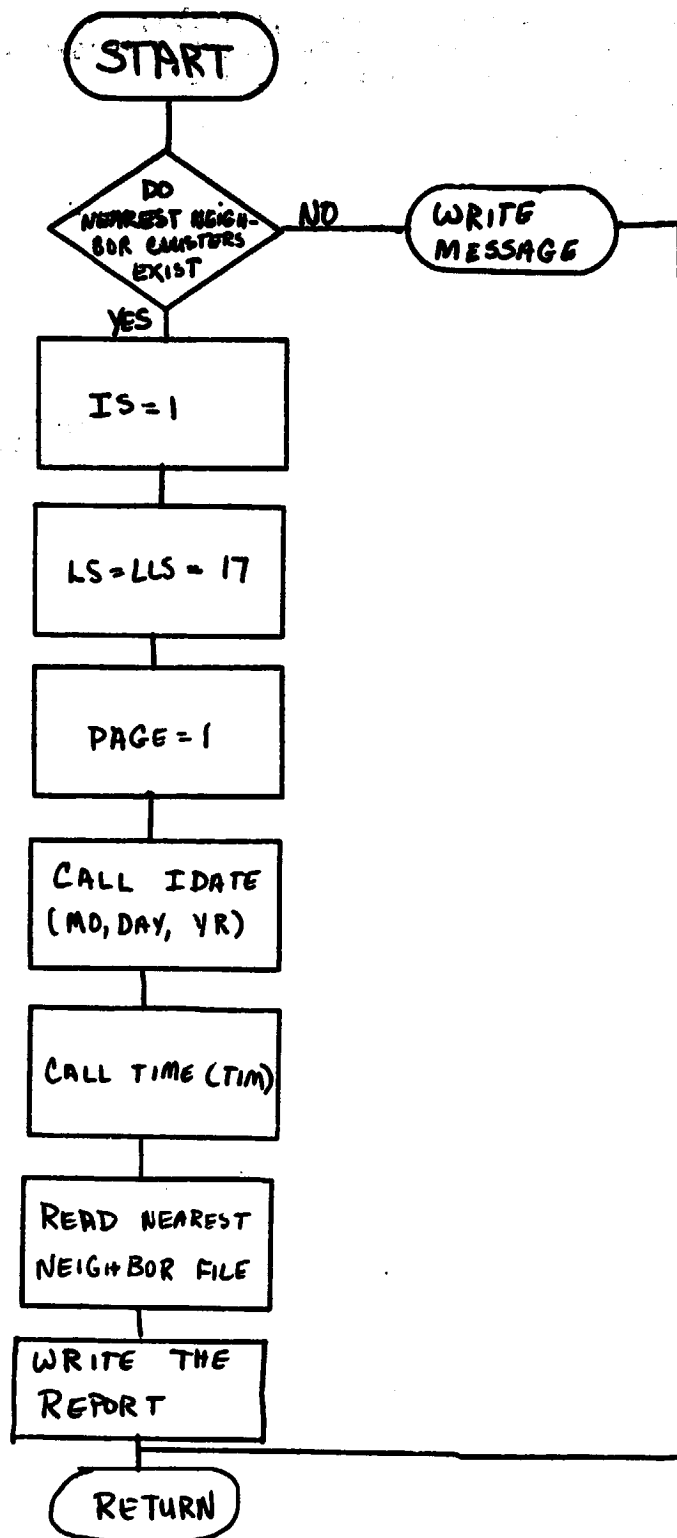 START
DO
NEAREST NEIGH-
BOR CLUSTERS
EXIST
NO
WRITE
MESSAGE
YES
IS=1
LS=LLS=17
PAGE=1
CALL IDATE
(MO, DAY, YR)
CALL TIME (TIM)
READ NEAREST
NEIGHBOR FILE
WRITE THE
REPORT
RETURN